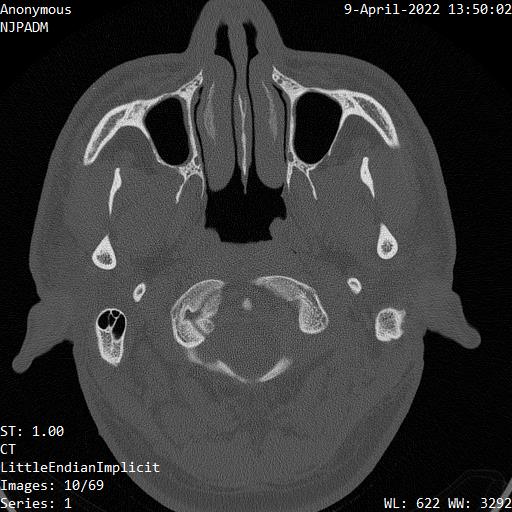 Anonymous
NJPADM
9-April-2022 13:50:02
ST: 1.00
CT
LittleEndianImplicit
Images: 10/69
Series: 1
WL: 622 WW: 3292